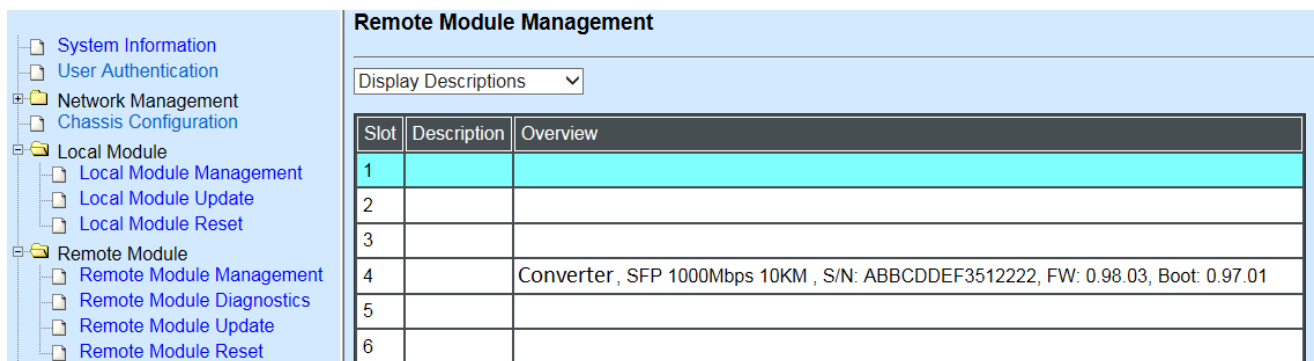 System Information
User Authentication
Network Management
Chassis Configuration
Local Module
Local Module Management
Local Module Update
Local Module Reset
Remote Module
Remote Module Management
Remote Module Diagnostics
Remote Module Update
Remote Module Reset
Remote Module Management
Display Descriptions
Slot Description Overview
1
2
3
4 Converter, SFP 1000Mbps 10KM , S/N: ABBCDDEF3512222, FW: 0.98.03, Boot: 0.97.01
5
6